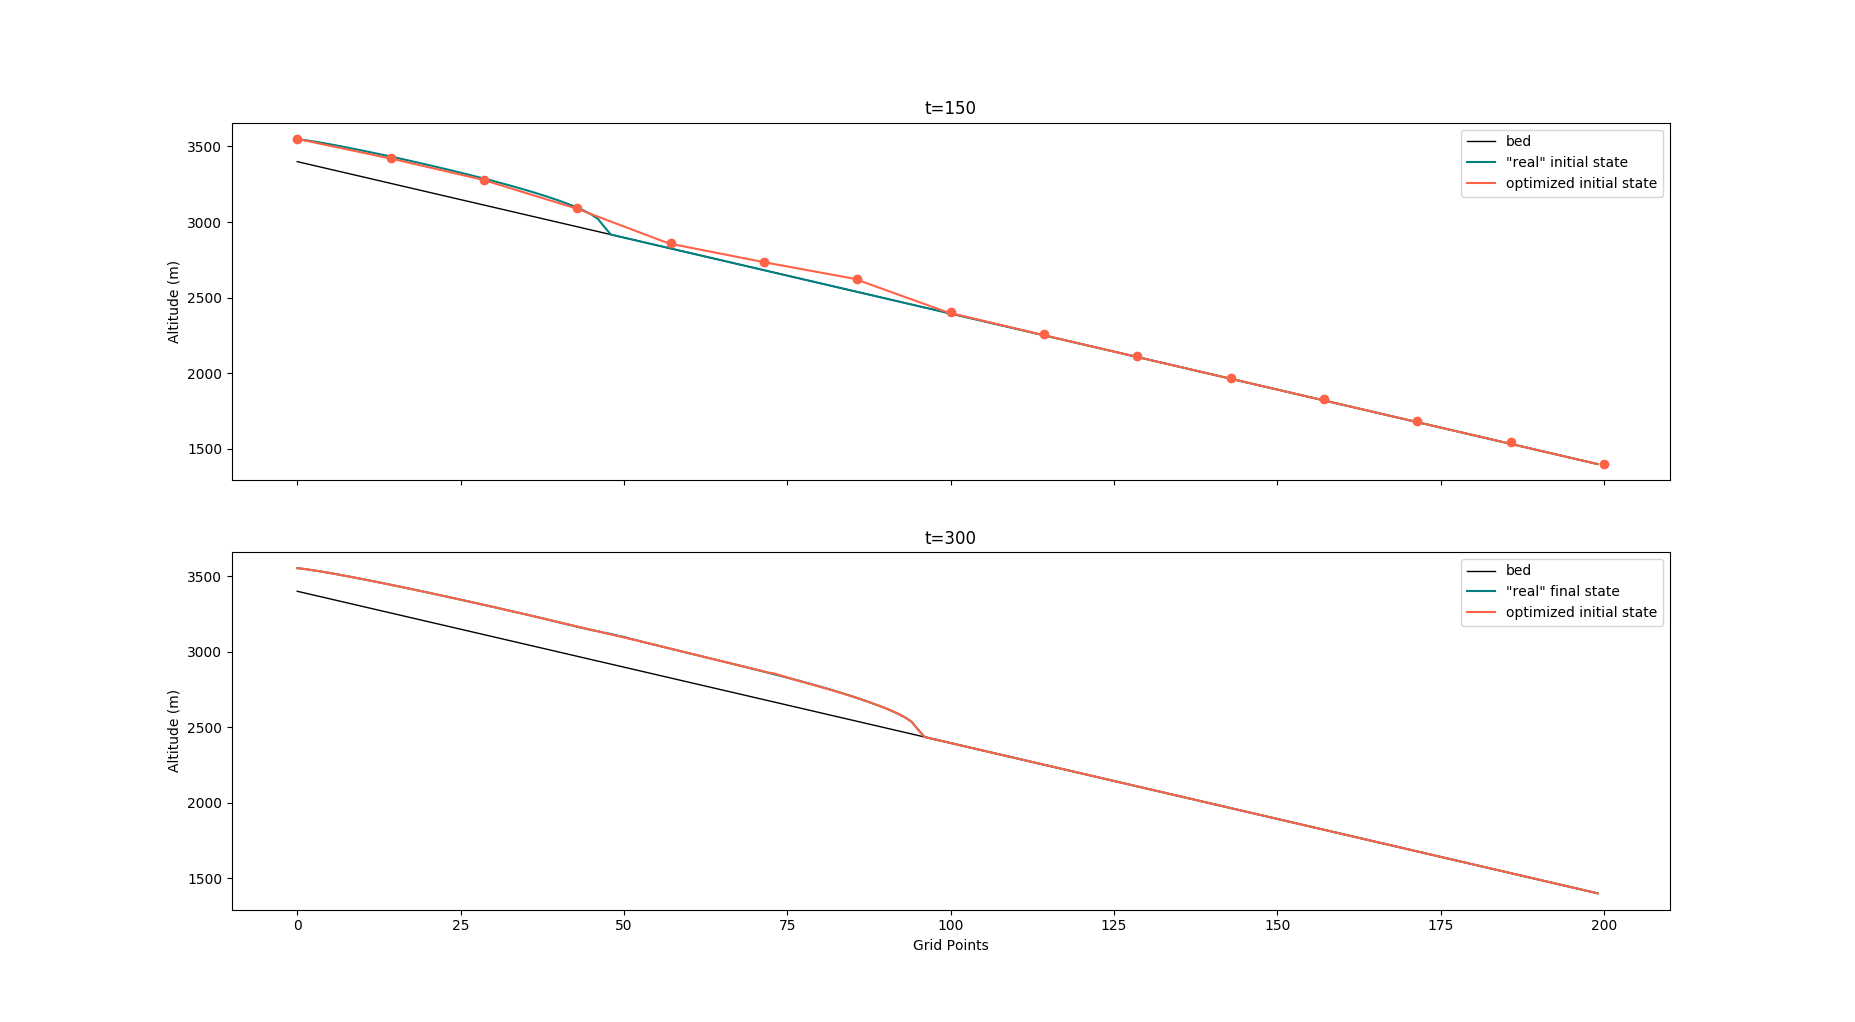 t=150
3500
3000
2500
2000
1500
Altitude (m)
bed
"real" initial state
optimized initial state
t=300
3500
3000
2500
2000
1500
Altitude (m)
bed
"real" final state
optimized initial state
0 25 50 75 100 125 150 175 200
Grid Points